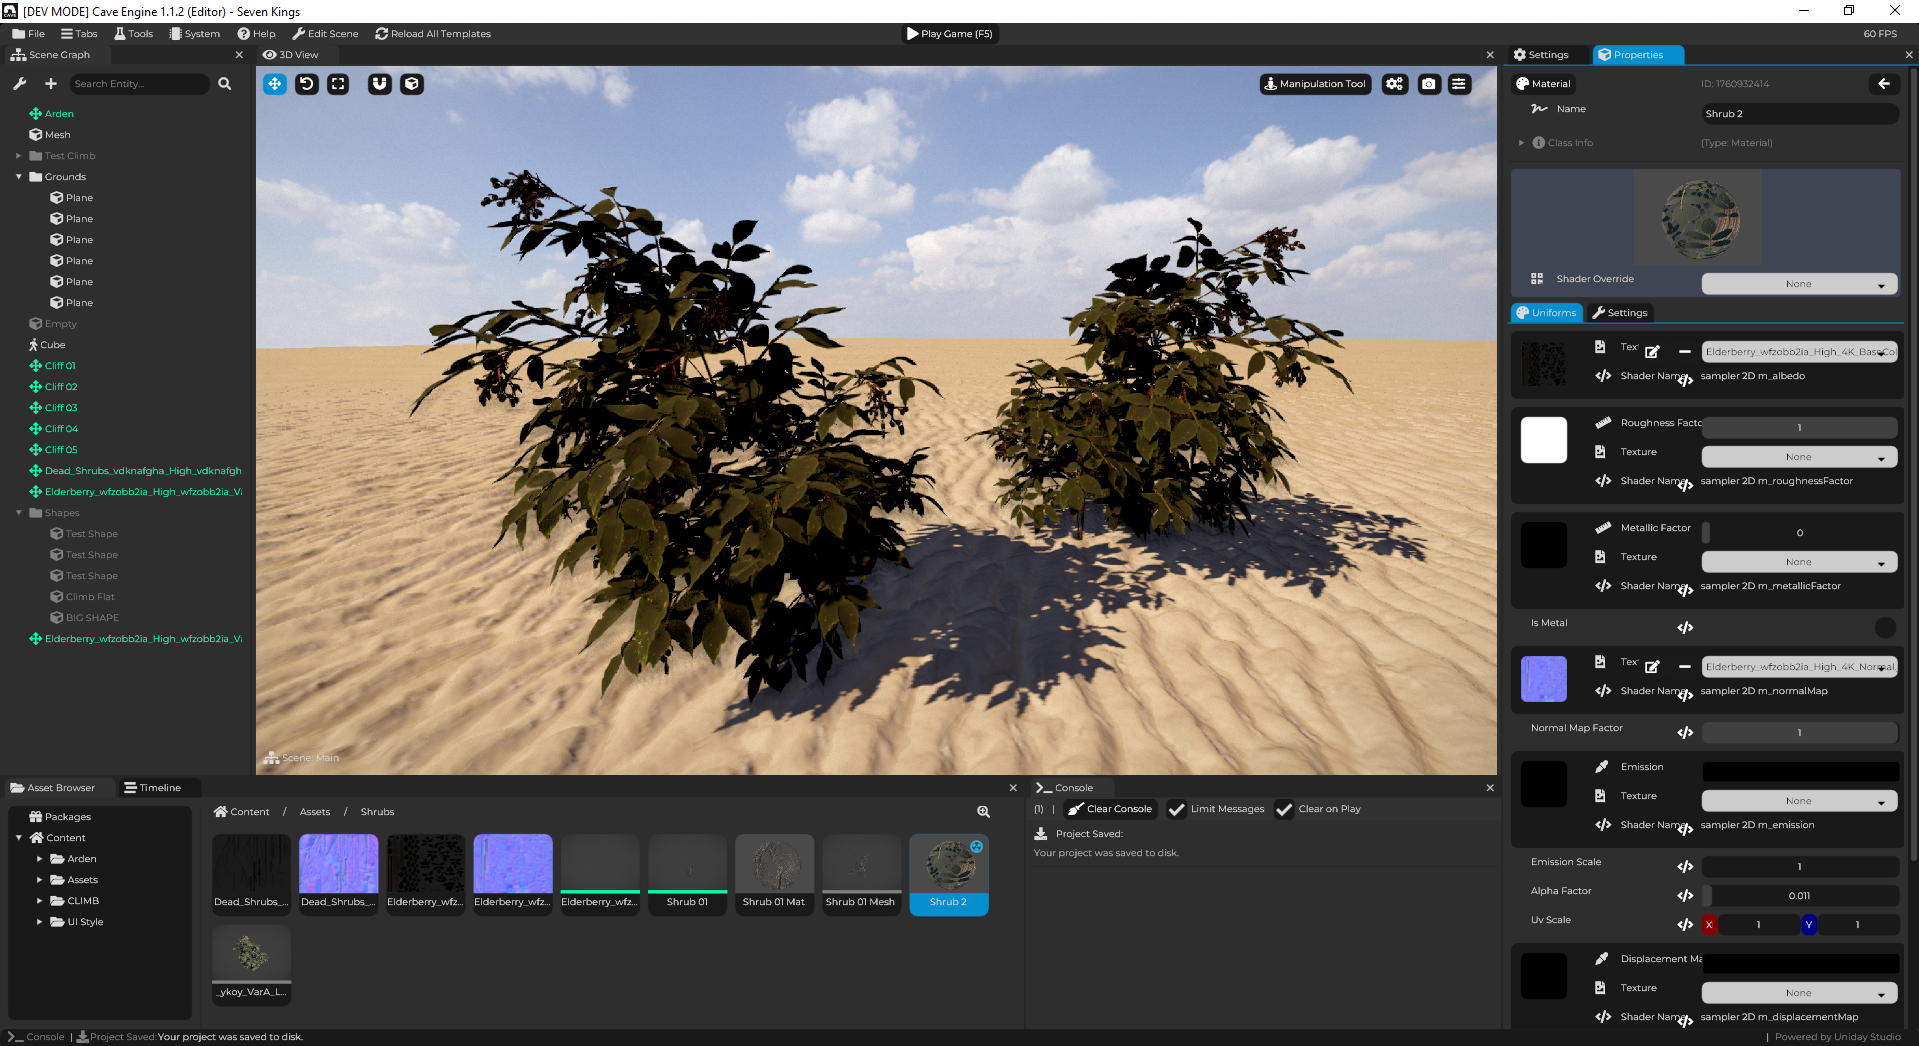 [DEV MODE] Cave Engine 1.1.2 (Editor) - Seven Kings
File Tabs Tools System Help Edit Scene Reload All Templates
Play Game (F5)
60 FPS
Scene Graph
3D View
Settings
Properties
Search Entity...
Manipulation Tool
Arden
Mesh
Test Climb
Grounds
Plane
Plane
Plane
Plane
Plane
Plane
Empty
Cube
Cliff 01
Cliff 02
Cliff 03
Cliff 04
Cliff 05
Dead_Shrubs_vdknafgha_High_vdknafgh
Elderberry_wfzobb2ia_High_wfzobb2ia_Va
Shapes
Test Shape
Test Shape
Test Shape
Climb Flat
BIG SHAPE
Elderberry_wfzobb2ia_High_wfzobb2ia_Va
Scene: Main
Material
ID: 1760932414
Name
Shrub 2
Class Info
(Type: Material)
Shader Override
None
Uniforms
Settings
Tex
Elderberry_wfzobb2ia_High_4K_BaseCol
Shader Name
sampler 2D m_albedo
Roughness Facto
1
Texture
None
Shader Name
sampler 2D m_roughnessFactor
Metallic Factor
0
Texture
None
Shader Name
sampler 2D m_metallicFactor
Is Metal
Tex
Elderberry_wfzobb2ia_High_4K_Normal.
Shader Name
sampler 2D m_normalMap
Normal Map Factor
1
Emission
Texture
None
Shader Name
sampler 2D m_emission
Emission Scale
1
Alpha Factor
0.011
Uv Scale
X 1 Y 1
Displacement Ma
Texture
None
Shader Name
sampler 2D m_displacementMap
Asset Browser
Timeline
Packages
Content
Arden
Assets
CLIMB
UI Style
Content / Assets / Shrubs
Dead_Shrubs_...
Dead_Shrubs_...
Elderberry_wfz...
Elderberry_wfz...
Elderberry_wfz...
Shrub 01
Shrub 01 Mat
Shrub 01 Mesh
Shrub 2
_ykoy_VarA_L...
Console
(1) | Clear Console
Limit Messages
Clear on Play
Project Saved:
Your project was saved to disk.
Console | Project Saved: Your project was saved to disk.
| Powered by Uniday Studio